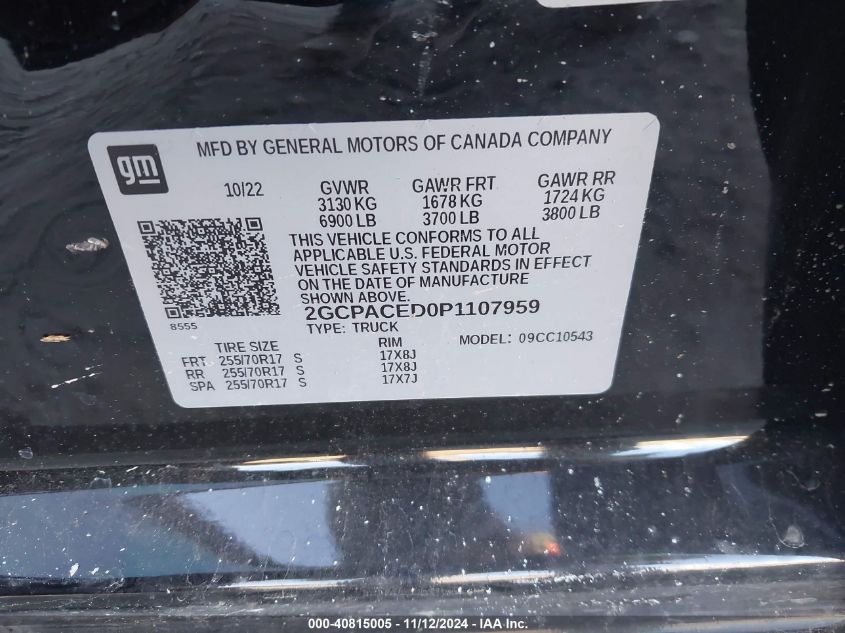 gm
MFD BY GENERAL MOTORS OF CANADA COMPANY
10/22 GVWR GAWR FRT GAWR RR
3130 KG 1678 KG 1724 KG
6900 LB 3700 LB 3800 LB
THIS VEHICLE CONFORMS TO ALL
APPLICABLE U.S. FEDERAL MOTOR
VEHICLE SAFETY STANDARDS IN EFFECT
ON THE DATE OF MANUFACTURE
SHOWN ABOVE.
8555
2GCPACED0P1107959
TYPE: TRUCK
MODEL: 09CC10543
TIRE SIZE RIM
FRT 255/70R17 S 17X8J
RR 255/70R17 S 17X8J
SPA 255/70R17 S 17X7J
000-40815005 - 11/12/2024 - IAA Inc.